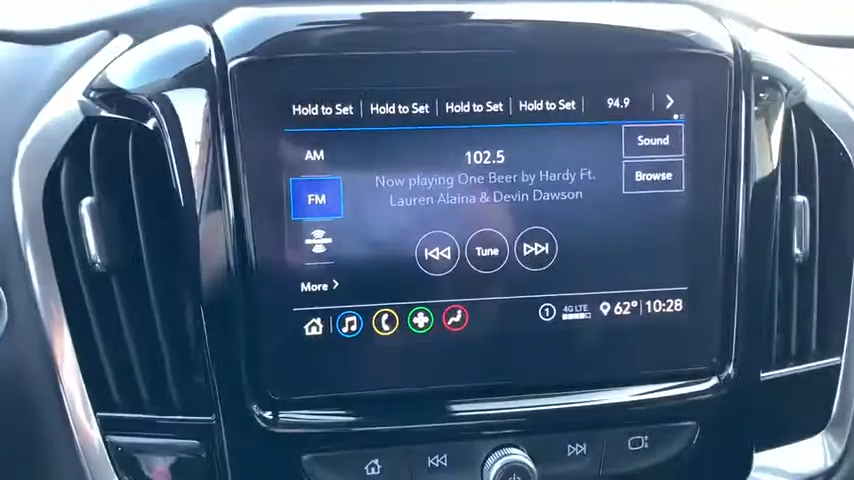 Hold to Set Hold to Set Hold to Set Hold to Set 94.9
AM
102.5
Sound
Now playing One Beer by Hardy Ft.
Lauren Alaina & Devin Dawson
Browse
FM
Tune
More
1 4G LTE 62° 10:28